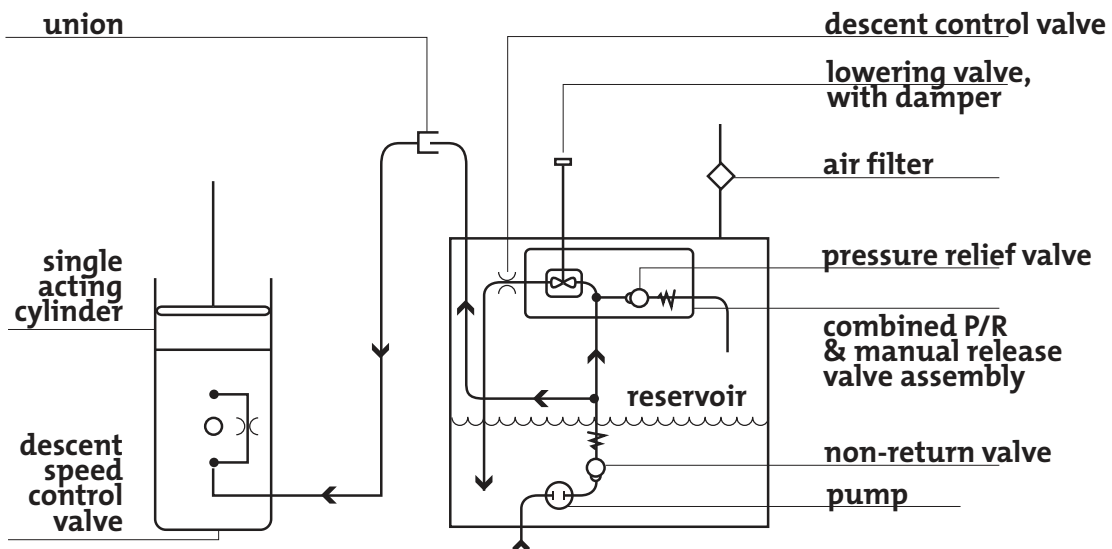 union
descent control valve
lowering valve,
with damper
air filter
single
acting
cylinder
pressure relief valve
combined P/R
& manual release
valve assembly
reservoir
descent
speed
control
valve
non-return valve
pump